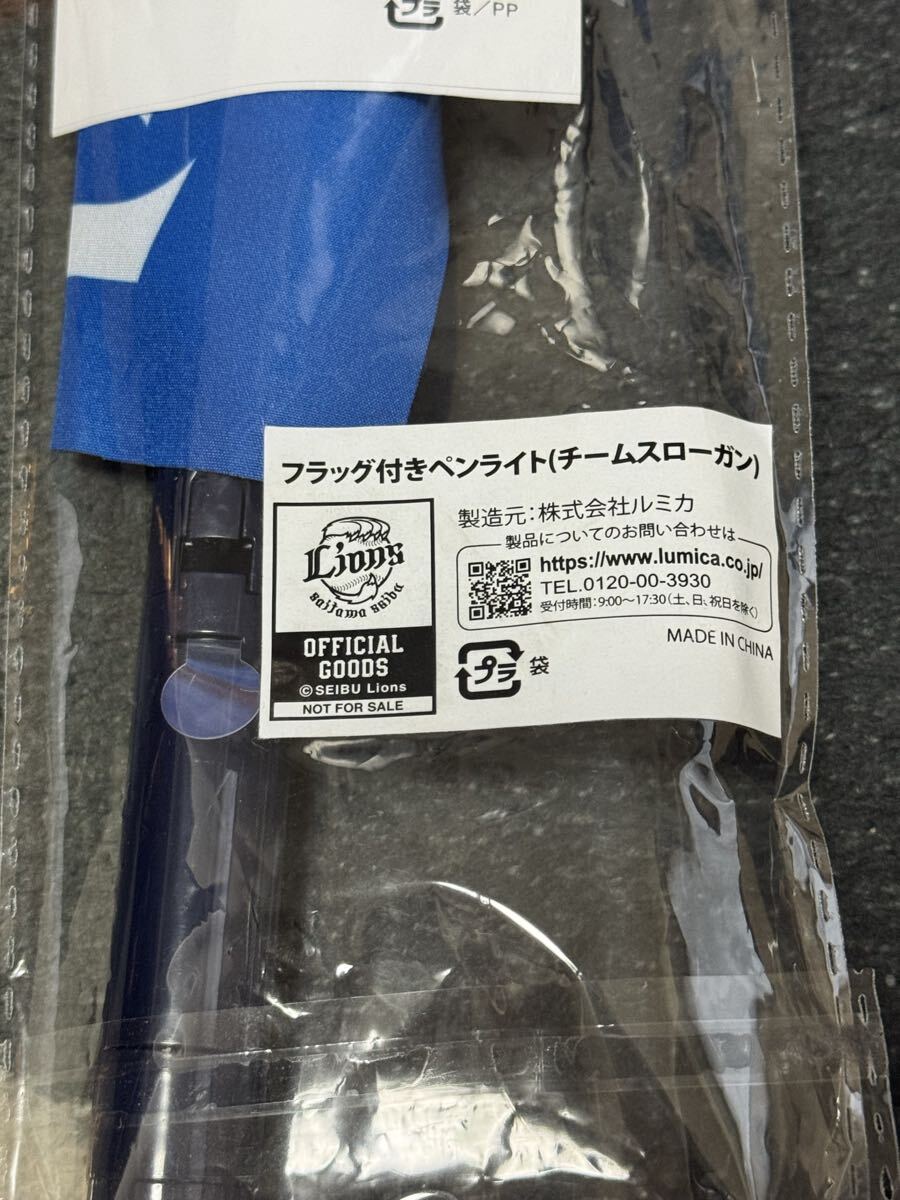 プラ
袋/PP
フラッグ付きペンライト(チームスローガン)
Lions
saitama seibu
OFFICIAL
GOODS
©SEIBU Lions
NOT FOR SALE
製造元:株式会社ルミカ
製品についてのお問い合わせは
https://www.lumica.co.jp/
TEL.0120-00-3930
受付時間:9:00〜17:30(土、日、祝日を除く)
MADE IN CHINA
プラ 袋